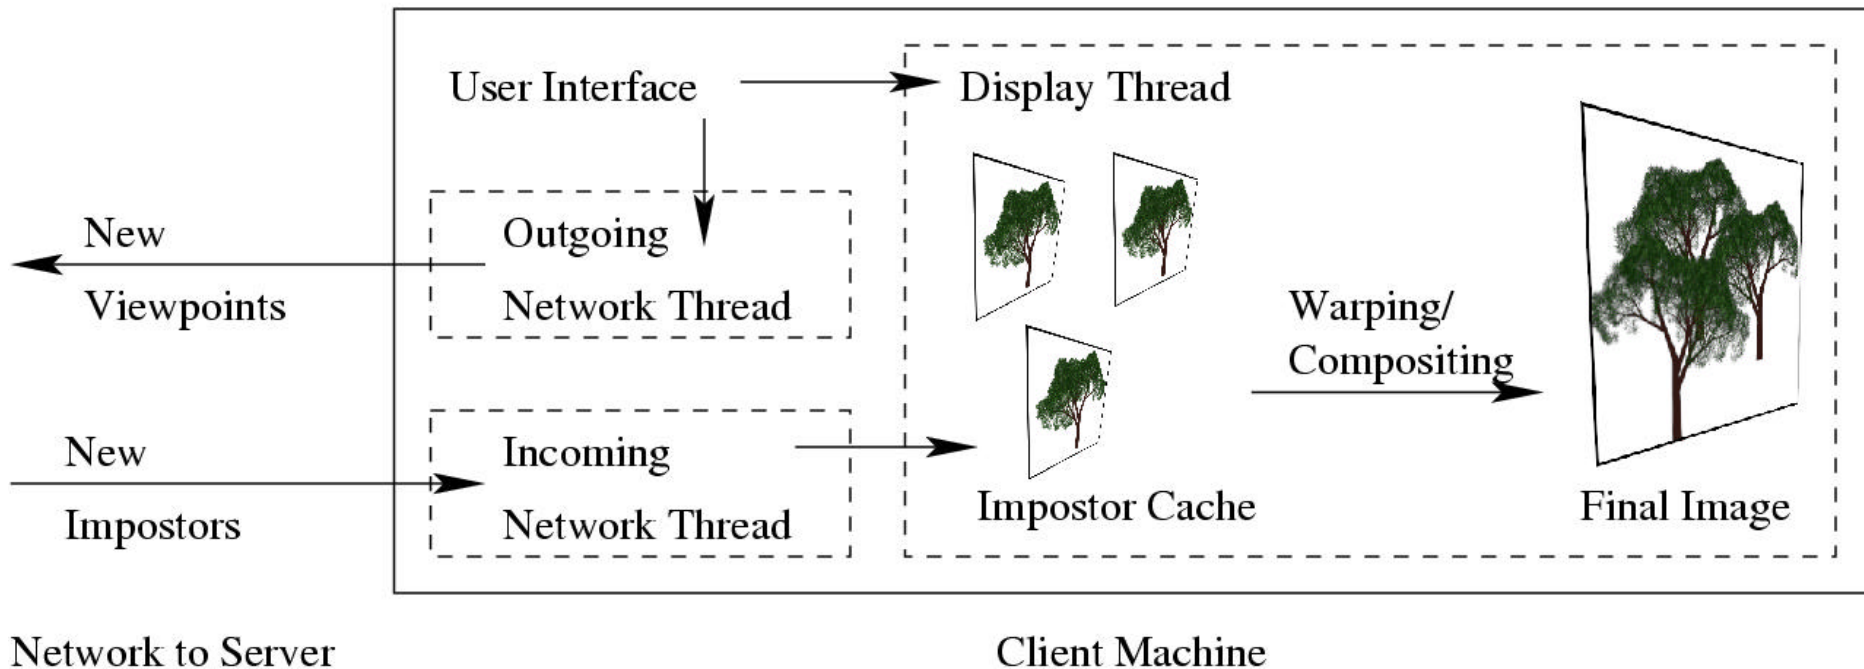 User Interface
Display Thread
New
Viewpoints
Outgoing
Network Thread
Warping/
Compositing
New
Impostors
Incoming
Network Thread
Impostor Cache
Final Image
Network to Server
Client Machine